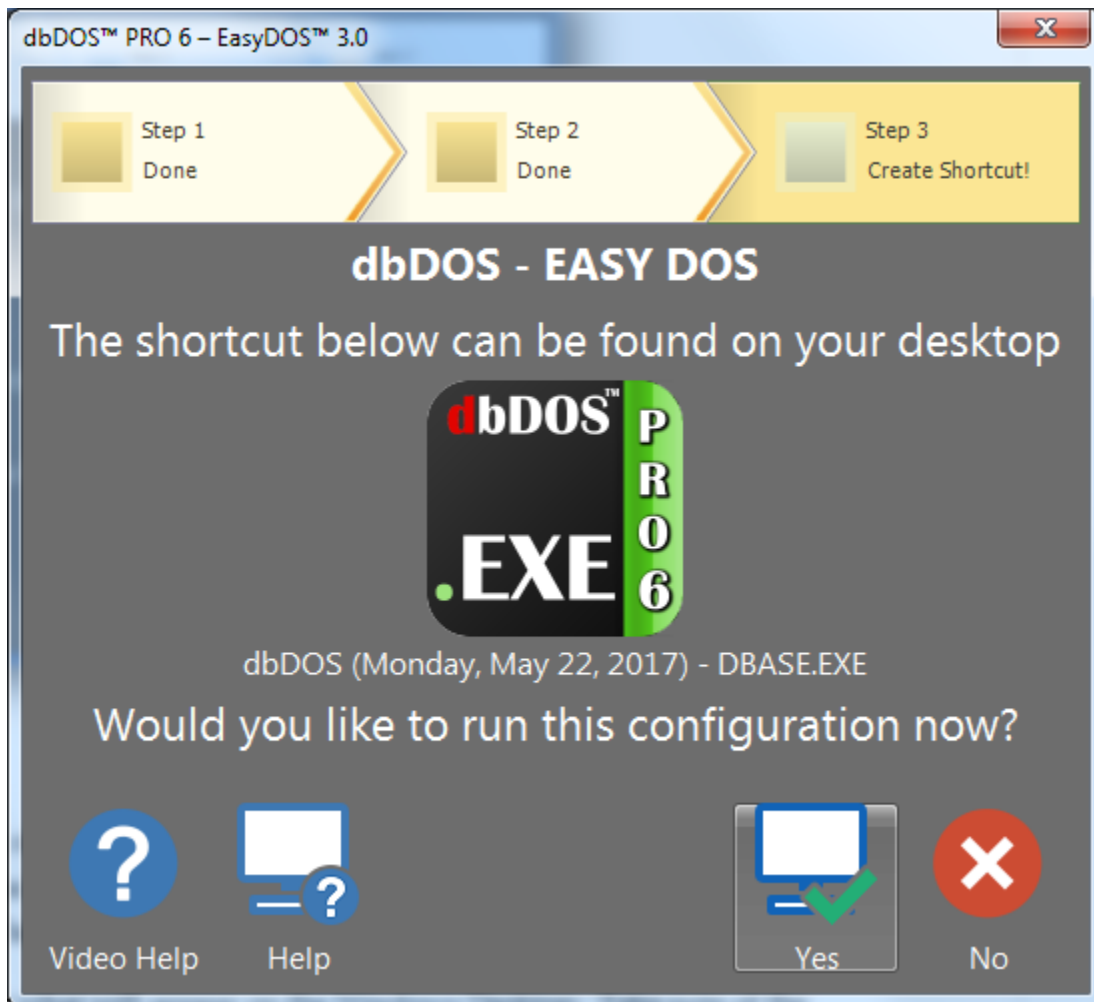 dbDOS™ PRO 6 – EasyDOS™ 3.0
Step 1
Done
Step 2
Done
Step 3
Create Shortcut!
dbDOS - EASY DOS
The shortcut below can be found on your desktop
dbDOS™
.EXE
PRO6
dbDOS (Monday, May 22, 2017) - DBASE.EXE
Would you like to run this configuration now?
?
?
Video Help
Help
Yes
No